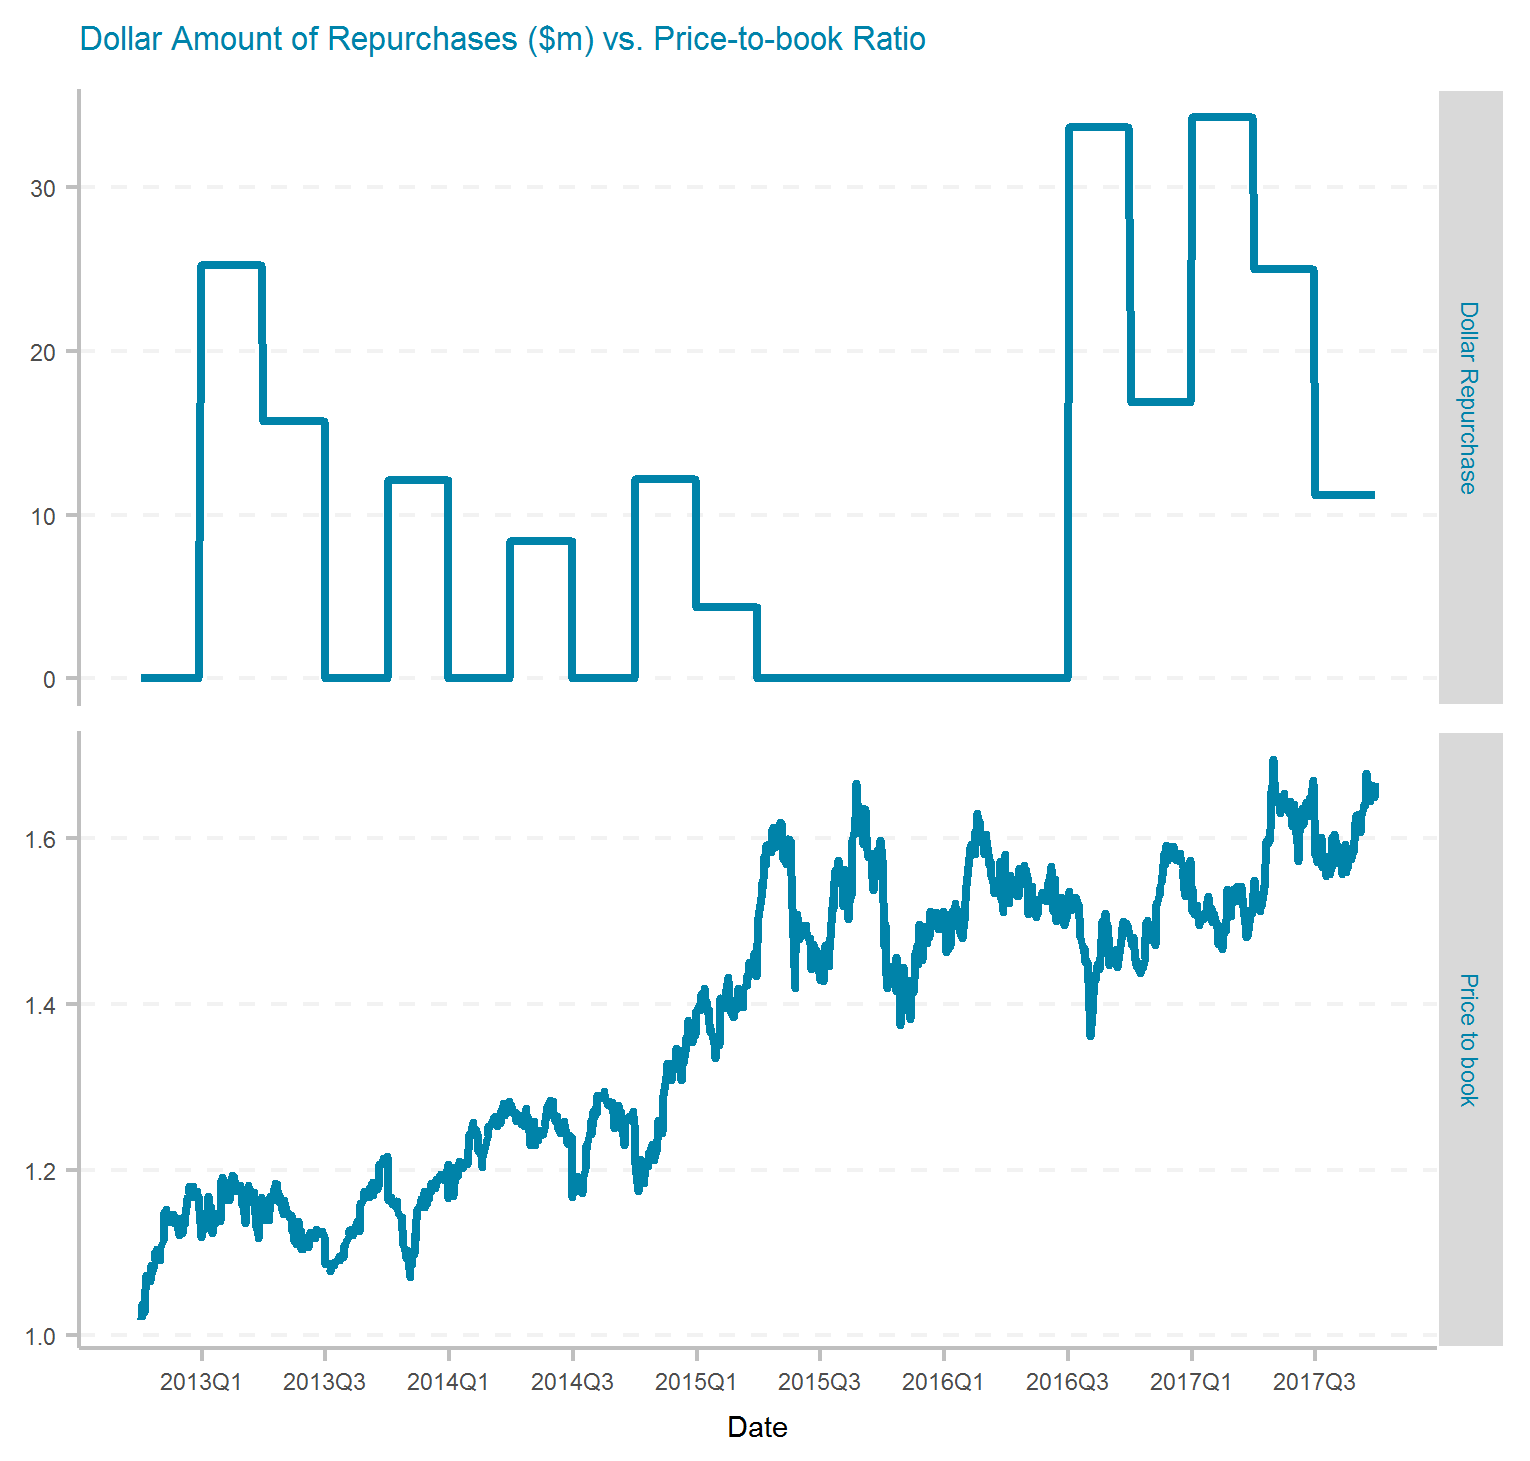 Dollar Amount of Repurchases ($m) vs. Price-to-book Ratio
30
20
10
0
Dollar Repurchase
1.6
1.4
1.2
1.0
Price to book
2013Q1 2013Q3 2014Q1 2014Q3 2015Q1 2015Q3 2016Q1 2016Q3 2017Q1 2017Q3
Date